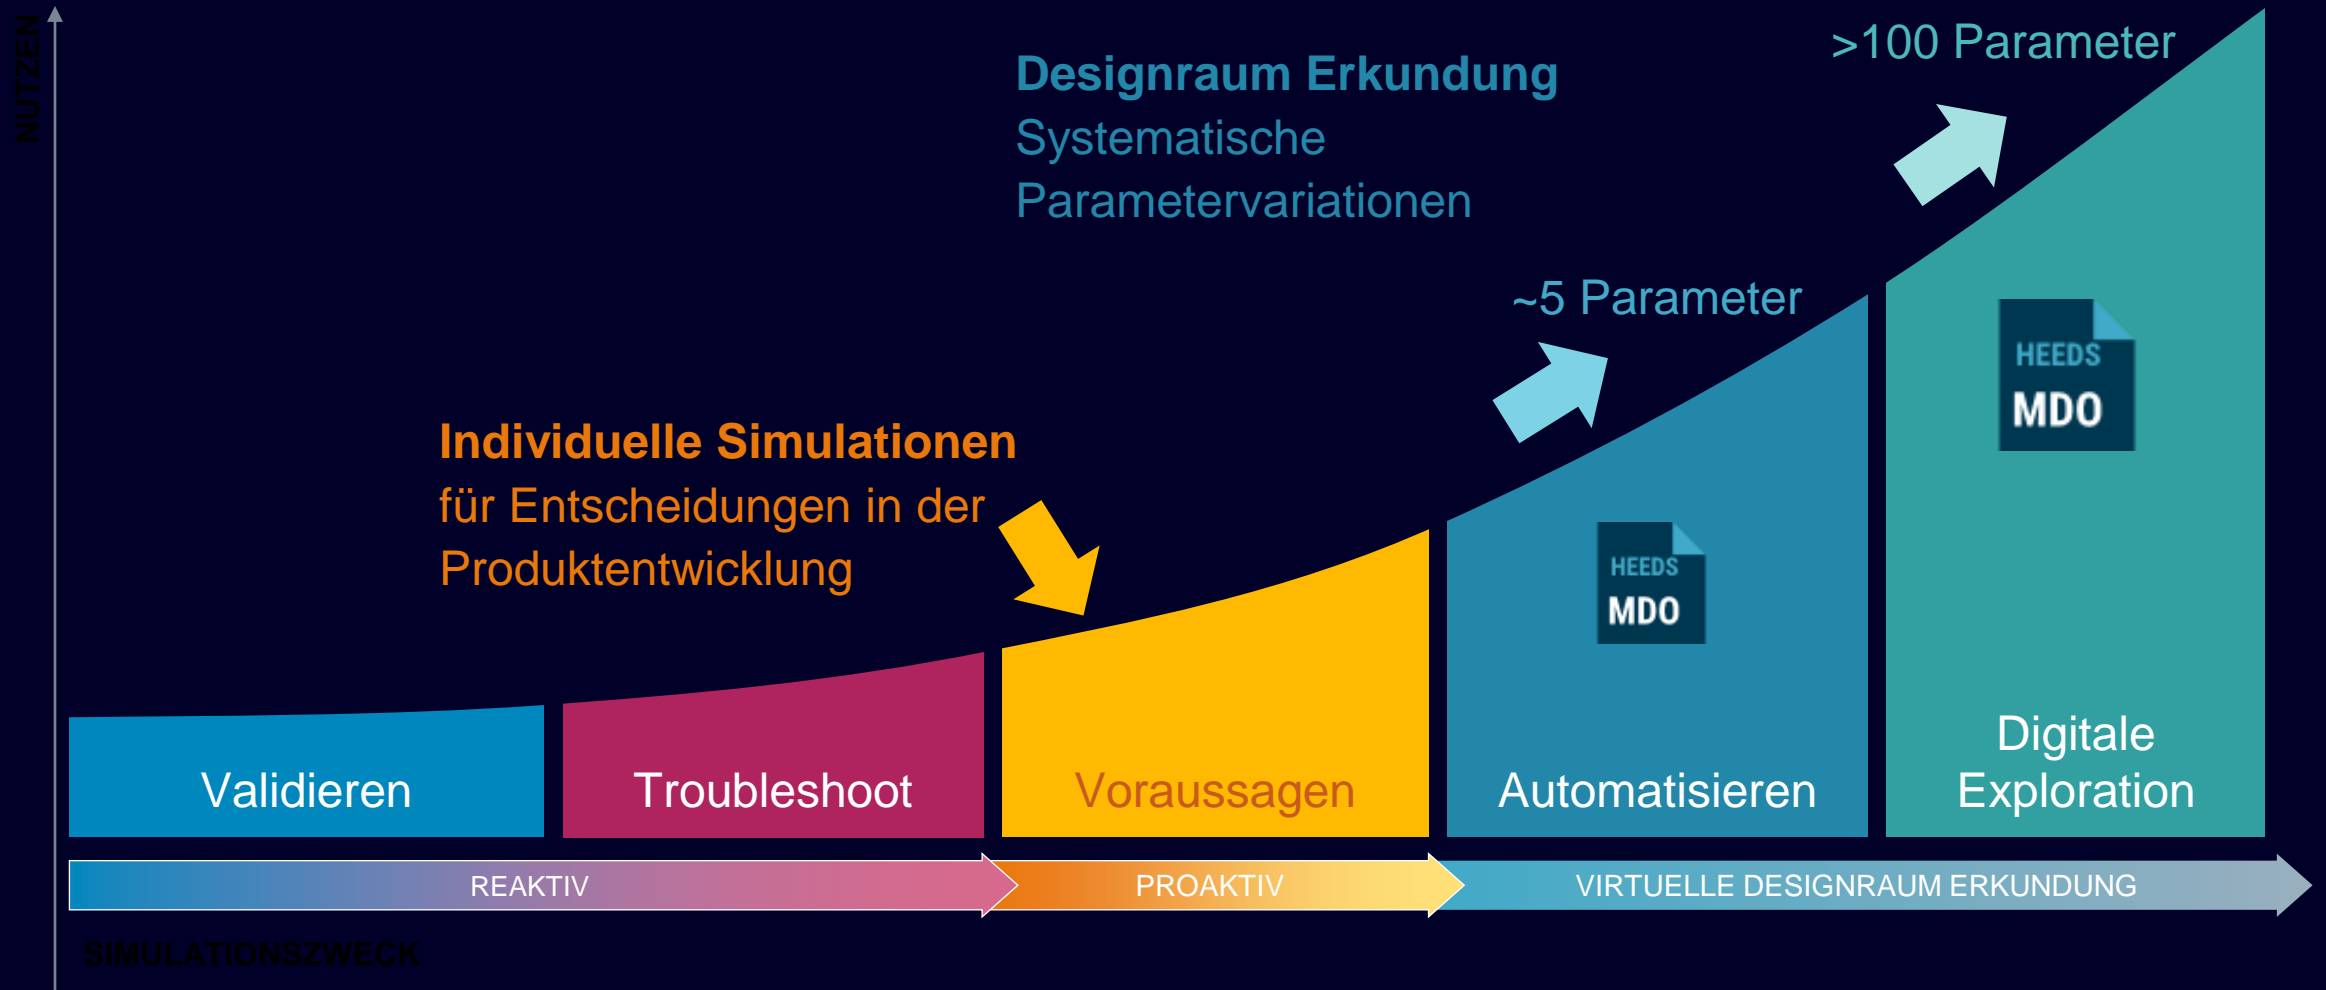 NUTZEN
>100 Parameter
Designraum Erkundung
Systematische
Parametervariationen
~5 Parameter
HEEDS
MDO
Individuelle Simulationen
für Entscheidungen in der
Produktentwicklung
HEEDS
MDO
Validieren
Troubleshoot
Voraussagen
Automatisieren
Digitale
Exploration
REAKTIV
PROAKTIV
VIRTUELLE DESIGNRAUM ERKUNDUNG
SIMULATIONSZWECK